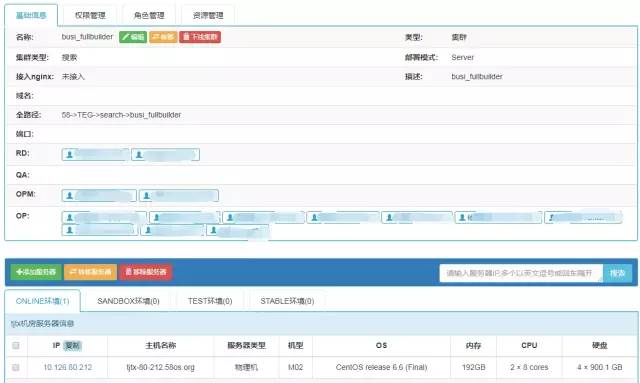 基础信息 权限管理 角色管理 资源管理
名称: busi_fullbuilder 编辑 转移 下线集群 类型: 集群
集群类型: 搜索 部署模式: Server
接入nginx: 未接入 描述: busi_fullbuilder
域名:
全路径: 58->TEG->search->busi_fullbuilder
端口:
RD:
QA:
OPM:
OP:
添加服务器 转移服务器 移除服务器 请输入服务器IP,多个以英文逗号或回车隔开 搜索
ONLINE环境(1) SANDBOX环境(0) TEST环境(0) STABLE环境(0)
tjtx机房服务器信息
IP 复制 主机名称 服务器类型 机型 OS 内存 CPU 硬盘
10.126.80.212 tjtx-80-212.58os.org 物理机 M02 CentOS release 6.6 (Final) 192GB 2 × 8 cores 4 × 900.1 GB